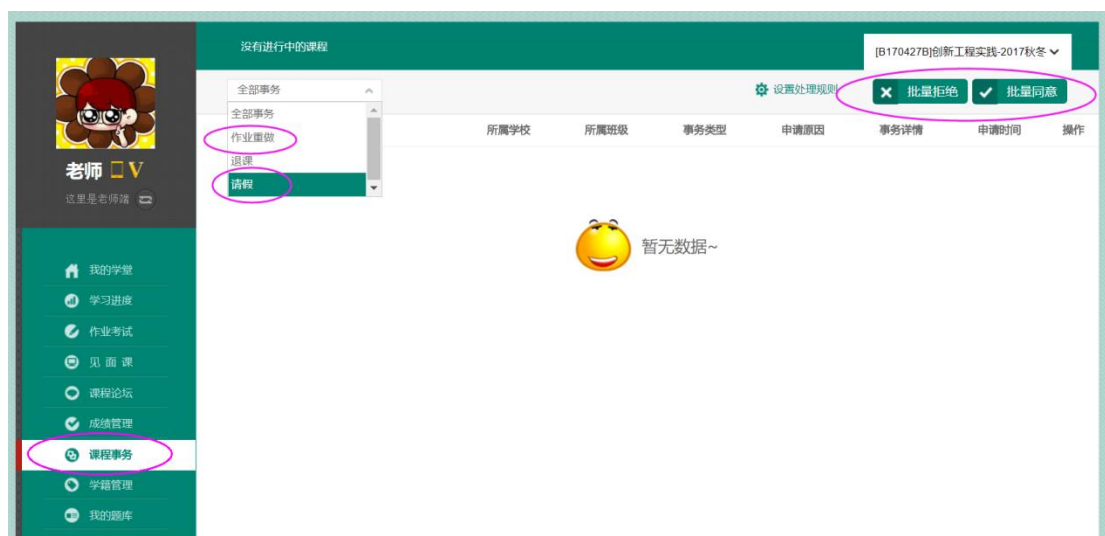 没有进行中的课程
[B170427B]创新工程实践-2017秋冬
全部事务
设置处理规则
批量拒绝
批量同意
全部事务
作业重做
退课
请假
所属学校 所属班级 事务类型 申请原因 事务详情 申请时间 操作
老师 V
这里是老师端
暂无数据~
我的学堂
学习进度
作业考试
见面课
课程论坛
成绩管理
课程事务
学籍管理
我的题库